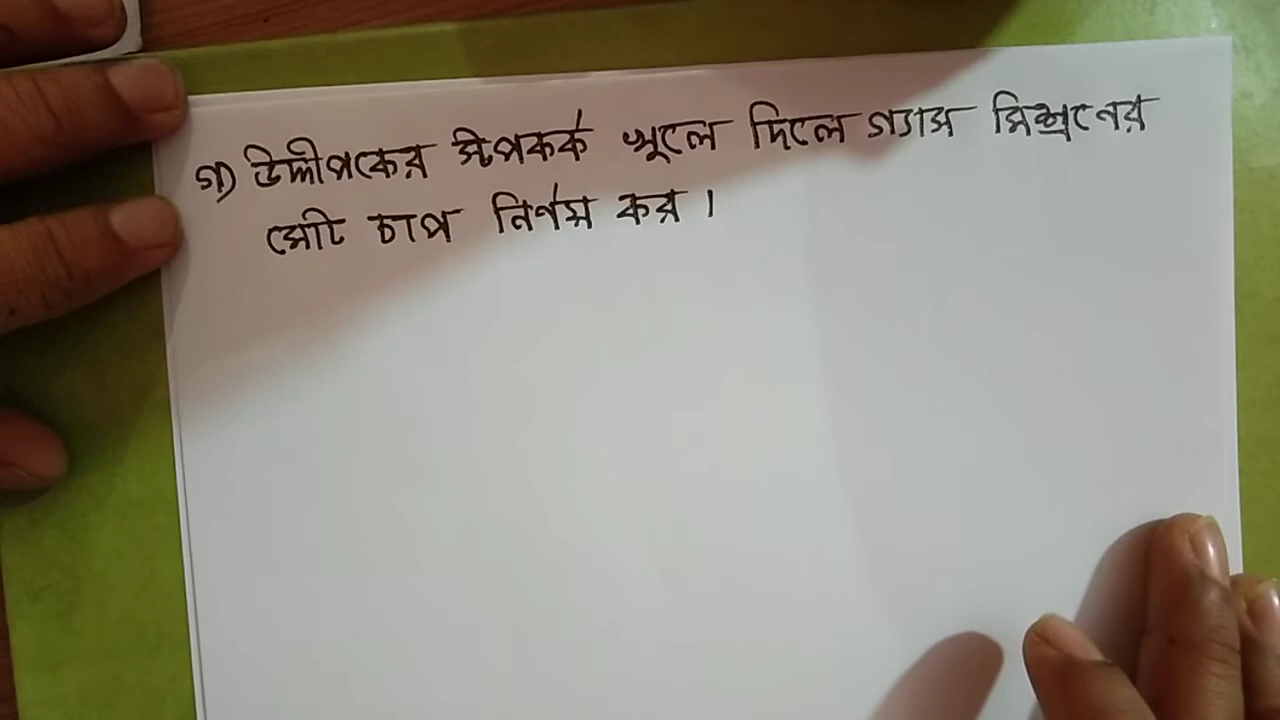 গ) উদ্দীপকের স্টপকর্ক খুলে দিলে গ্যাস মিশ্রণের
মোট চাপ নির্ণয় কর।